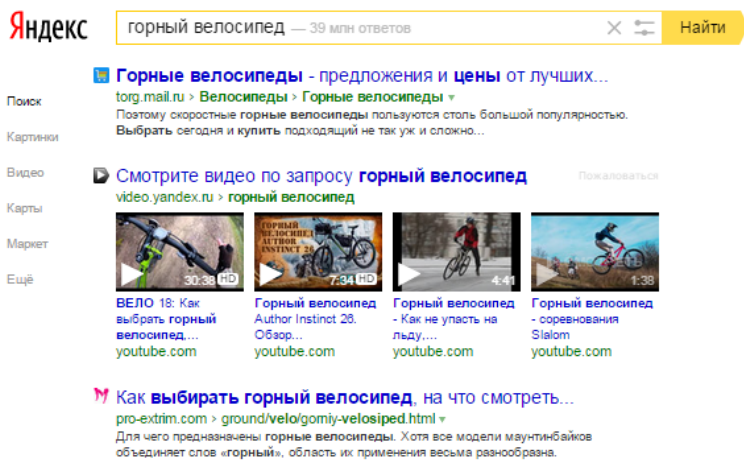 Яндекс
горный велосипед — 39 млн ответов
Найти
Поиск
Картинки
Видео
Карты
Маркет
Ещё
Горные велосипеды - предложения и цены от лучших...
torg.mail.ru › Велосипеды › Горные велосипеды
Поэтому скоростные горные велосипеды пользуются столь большой популярностью.
Выбрать сегодня и купить подходящий не так уж и сложно...
Смотрите видео по запросу горный велосипед
Пожаловаться
video.yandex.ru › горный велосипед
30:38 HD
ВЕЛО 18: Как
выбрать горный
велосипед,...
youtube.com
ГОРНЫЙ
ВЕЛОСИПЕД
AUTHOR
INSTINCT 26
7:34 HD
Горный велосипед
Author Instinct 26.
Обзор...
youtube.com
4:41
Горный велосипед
- Как не упасть на
льду,...
youtube.com
1:38
Горный велосипед
- соревнования
Slalom
youtube.com
Как выбирать горный велосипед, на что смотреть...
pro-extrim.com › ground/velo/gorniy-velosiped.html
Для чего предназначены горные велосипеды. Хотя все модели маунтинбайков
объединяет слов «горный», область их применения весьма разнообразна.